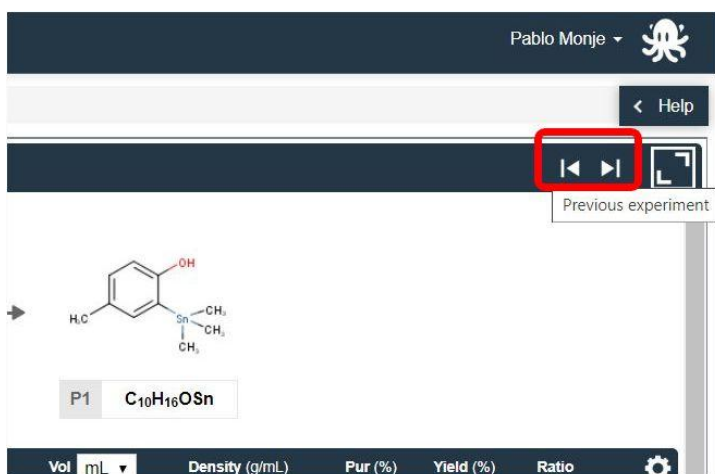 Pablo Monje
Help
Previous experiment
OH
H₃C
Sn
CH₃
CH₃
CH₃
P1 C₁₀H₁₆OSn
Vol mL Density (g/mL) Pur (%) Yield (%) Ratio